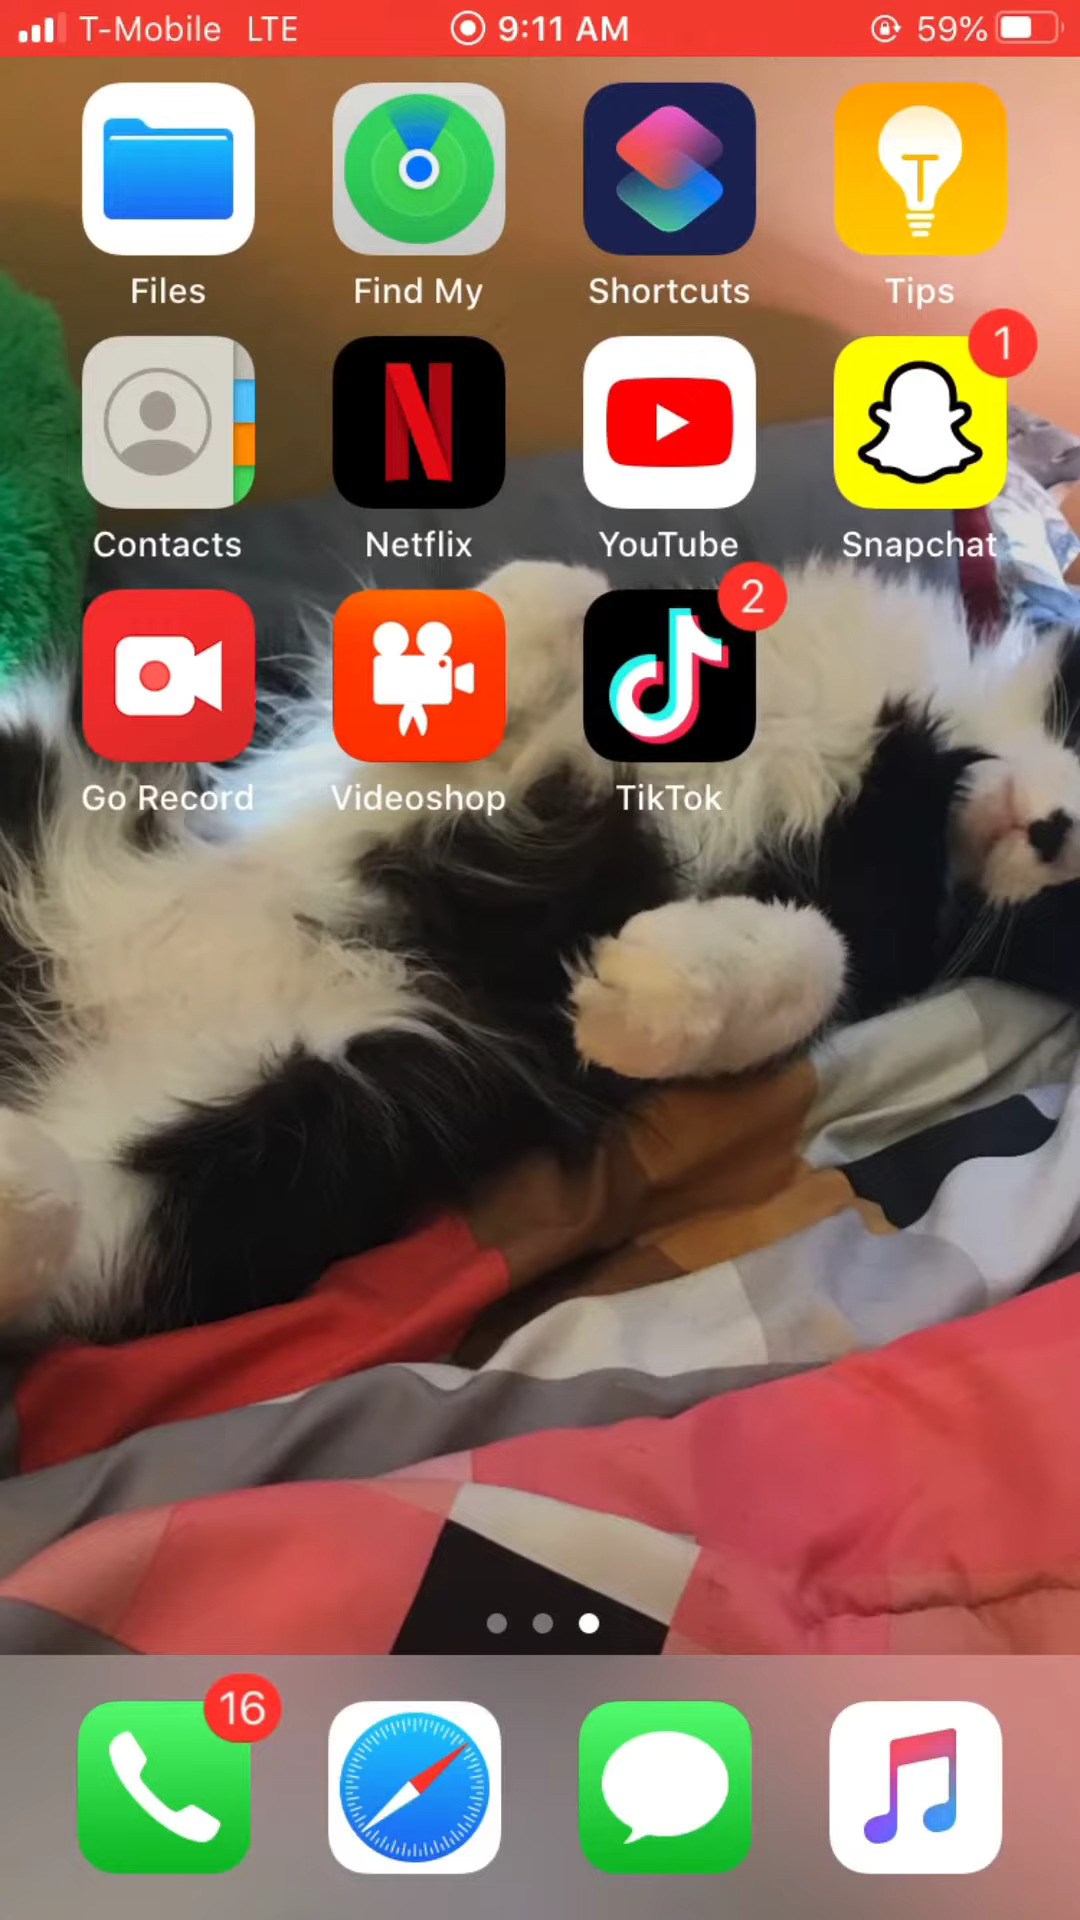 T-Mobile LTE 9:11 AM 59%
Files Find My Shortcuts Tips
1
Contacts Netflix YouTube Snapchat
2
Go Record Videoshop TikTok
16